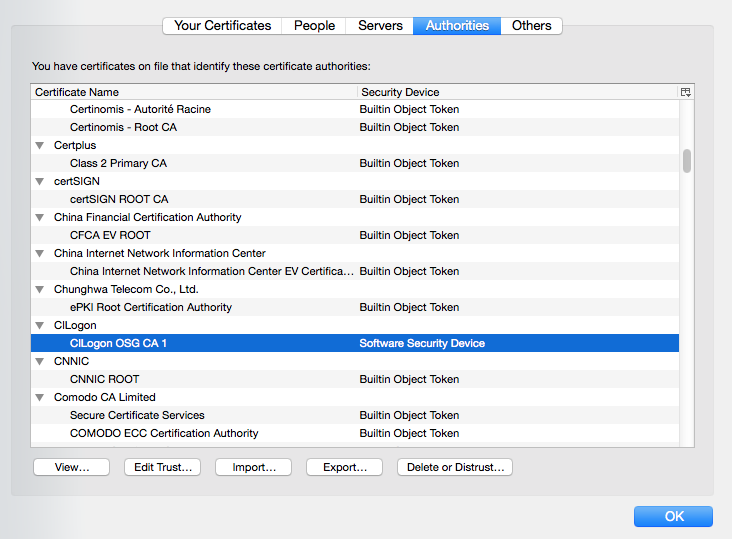 Your Certificates People Servers Authorities Others
You have certificates on file that identify these certificate authorities:
Certificate Name Security Device
Certinomis - Autorité Racine Builtin Object Token
Certinomis - Root CA Builtin Object Token
Certplus
Class 2 Primary CA Builtin Object Token
certSIGN
certSIGN ROOT CA Builtin Object Token
China Financial Certification Authority
CFCA EV ROOT Builtin Object Token
China Internet Network Information Center
China Internet Network Information Center EV Certifica... Builtin Object Token
Chunghwa Telecom Co., Ltd.
ePKI Root Certification Authority Builtin Object Token
CILogon
CILogon OSG CA 1 Software Security Device
CNNIC
CNNIC ROOT Builtin Object Token
Comodo CA Limited
Secure Certificate Services Builtin Object Token
COMODO ECC Certification Authority Builtin Object Token
View... Edit Trust... Import... Export... Delete or Distrust...
OK